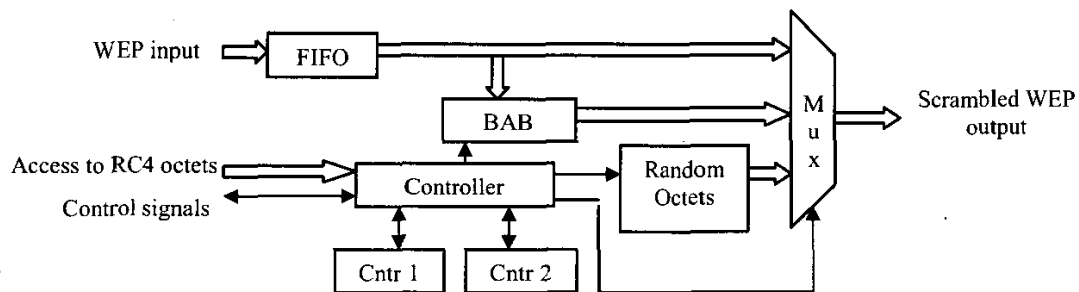 WEP input
FIFO
BAB
Mux
Scrambled WEP
output
Access to RC4 octets
Control signals
Controller
Random
Octets
Cntr 1
Cntr 2